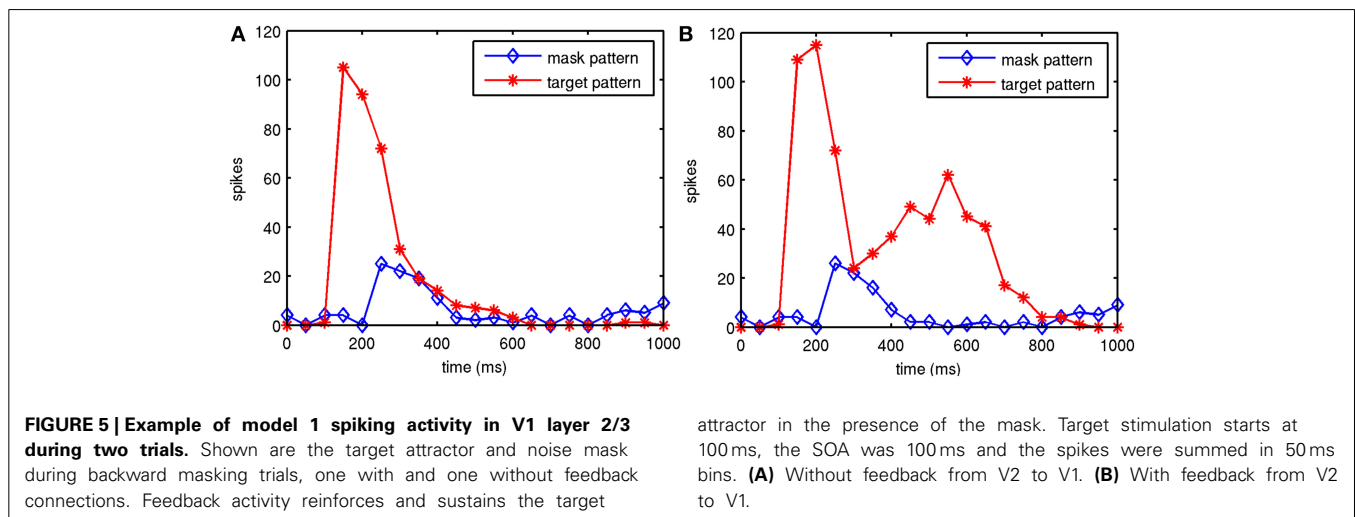 A
120
100
80
60
40
20
0
spikes
0
200
400
600
800
1000
time (ms)
mask pattern
target pattern
B
120
100
80
60
40
20
0
spikes
0
200
400
600
800
1000
time (ms)
mask pattern
target pattern
FIGURE 5 | Example of model 1 spiking activity in V1 layer 2/3
during two trials. Shown are the target attractor and noise mask
during backward masking trials, one with and one without feedback
connections. Feedback activity reinforces and sustains the target
attractor in the presence of the mask. Target stimulation starts at
100 ms, the SOA was 100 ms and the spikes were summed in 50 ms
bins. (A) Without feedback from V2 to V1. (B) With feedback from V2
to V1.